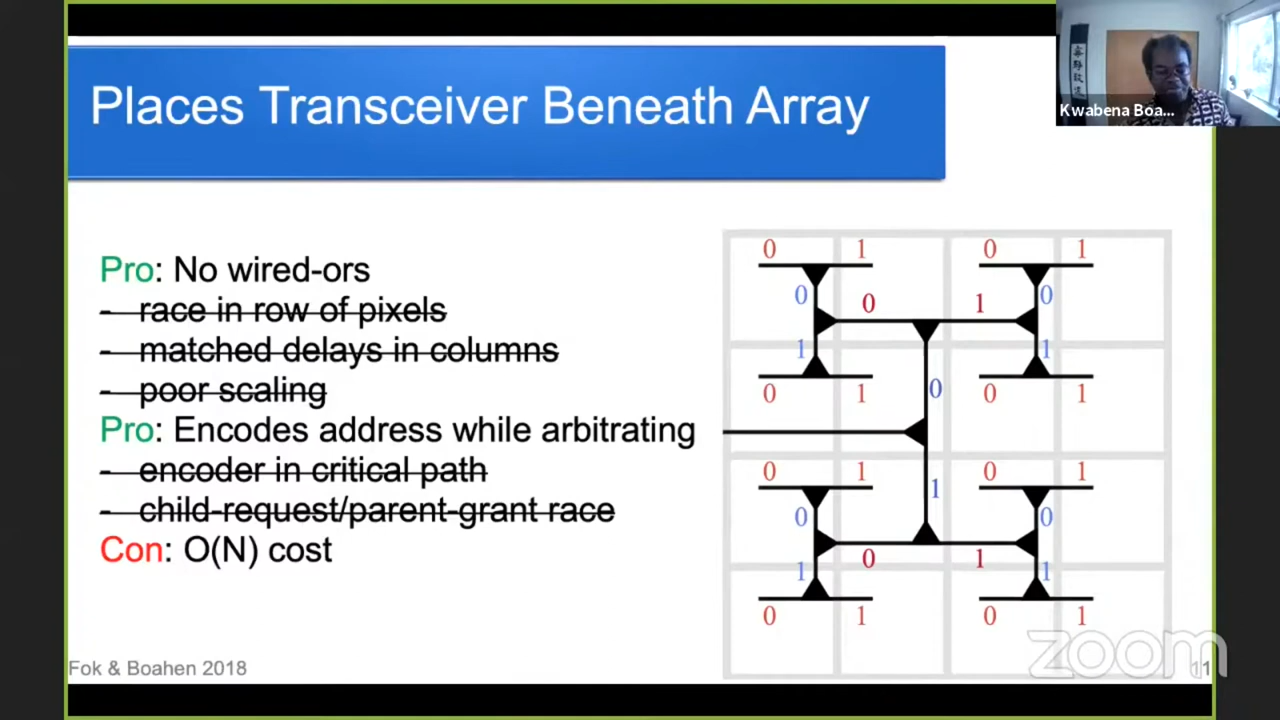 Places Transceiver Beneath Array
Kwabena Boa...
Pro: No wired-ors
- race in row of pixels
- matched delays in columns
- poor scaling
Pro: Encodes address while arbitrating
- encoder in critical path
- child-request/parent-grant race
Con: O(N) cost
0 1 0 1
0 0 1 0
1 1
0 1 0 0 1
0 1 1 0 1
0 0
1 0 1 1
0 1 0 1
Fok & Boahen 2018
zoom
11